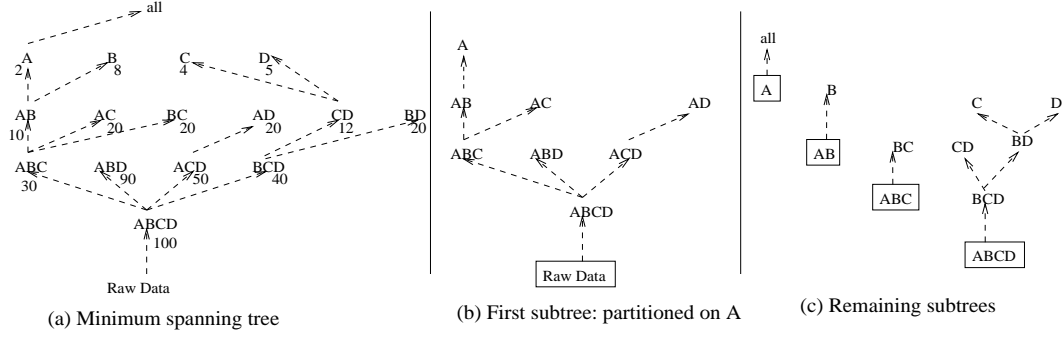 all
A
2
B
8
C
4
D
5
AB
10
AC
20
BC
20
AD
20
CD
12
BD
20
ABC
30
ABD
90
ACD
50
BCD
40
ABCD
100
Raw Data
(a) Minimum spanning tree
A
AB
AC
AD
ABC
ABD
ACD
ABCD
Raw Data
(b) First subtree: partitioned on A
all
A
B
AB
BC
ABC
C
D
CD
BD
BCD
ABCD
(c) Remaining subtrees